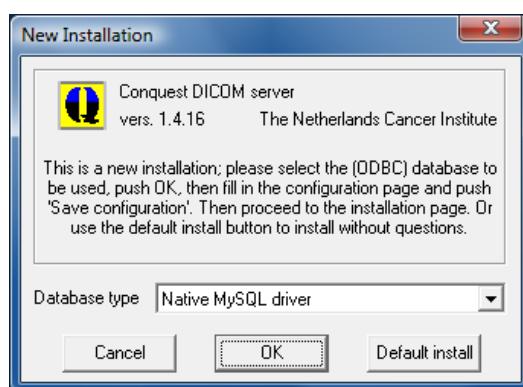 New Installation
Conquest DICOM server
vers. 1.4.16 The Netherlands Cancer Institute
This is a new installation; please select the (ODBC) database to
be used, push OK, then fill in the configuration page and push
'Save configuration'. Then proceed to the installation page. Or
use the default install button to install without questions.
Database type Native MySQL driver
Cancel OK Default install